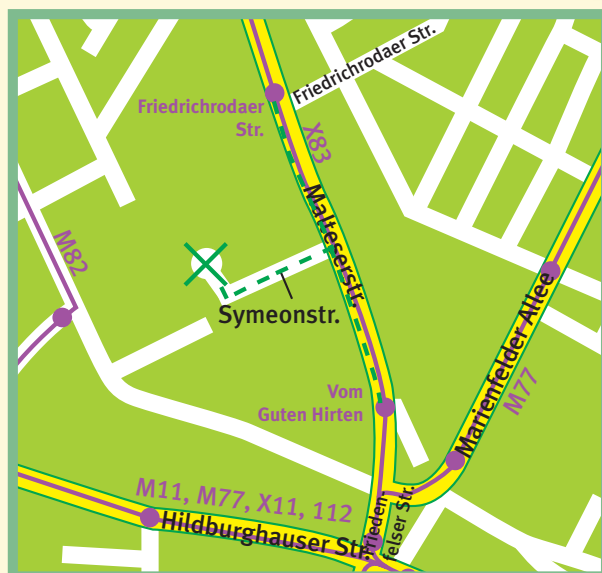 Friedrichrodaer Str.
Friedrichrodaer
Str.
X83
Malteserstr.
M82
Symeonstr.
Marienfelder Allee
M77
Vom
Guten Hirten
M11, M77, X11, 112
Hildburghauser Str.
Frieden
felser Str.